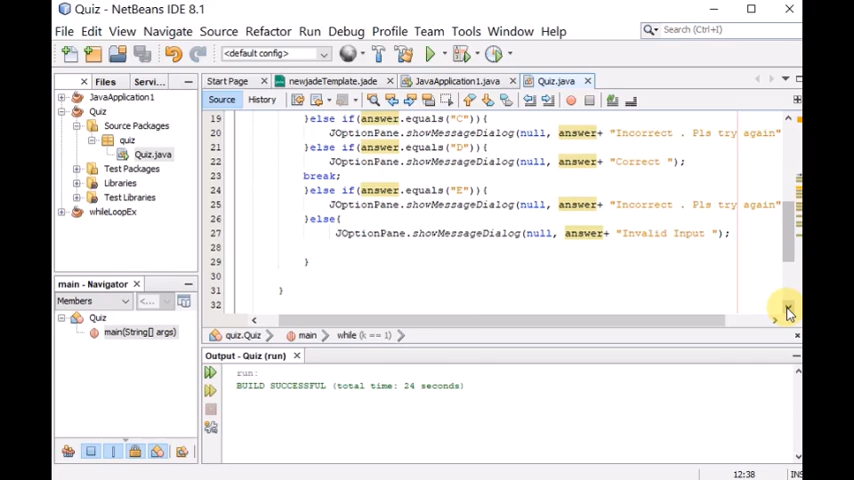 Quiz - NetBeans IDE 8.1
File Edit View Navigate Source Refactor Run Debug Profile Team Tools Window Help
Search (Ctrl+I)
<default config>
Files Servi...
Start Page newjadeTemplate.jade JavaApplication1.java Quiz.java
Source History
JavaApplication1
Quiz
Source Packages
quiz
Quiz.java
Test Packages
Libraries
Test Libraries
whileLoopEx
19 }else if(answer.equals("C")){
20 JOptionPane.showMessageDialog(null, answer+ "Incorrect . Pls try again"
21 }else if(answer.equals("D")){
22 JOptionPane.showMessageDialog(null, answer+ "Correct ");
23 break;
24 }else if(answer.equals("E")){
25 JOptionPane.showMessageDialog(null, answer+ "Incorrect . Pls try again"
26 }else{
27 JOptionPane.showMessageDialog(null, answer+ "Invalid Input ");
28
29 }
30
31 }
32
main - Navigator
Members <...
Quiz
main(String[] args)
quiz.Quiz main while (k == 1)
Output - Quiz (run)
run:
BUILD SUCCESSFUL (total time: 24 seconds)
12:38 INS